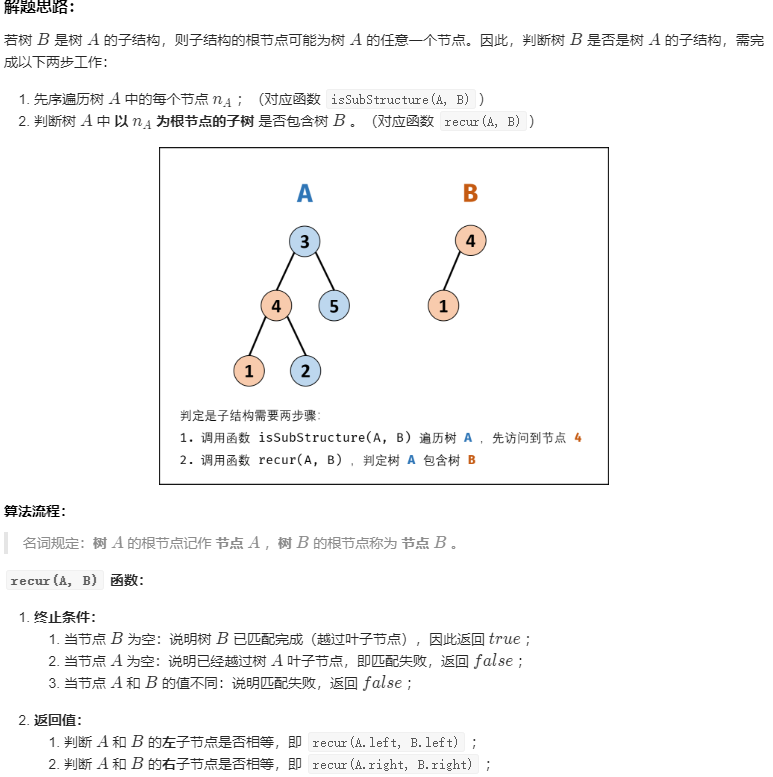 解题思路：
若树 B 是树 A 的子结构，则子结构的根节点可能为树 A 的任意一个节点。因此，判断树 B 是否是树 A 的子结构，需完
成以下两步工作：
1. 先序遍历树 A 中的每个节点 n_A ；（对应函数 isSubStructure(A, B) ）
2. 判断树 A 中 以 n_A 为根节点的子树 是否包含树 B 。（对应函数 recur(A, B) ）
A B
3 4
4 5 1
1 2
判定是子结构需要两步骤：
1. 调用函数 isSubStructure(A, B) 遍历树 A ，先访问到节点 4
2. 调用函数 recur(A, B) ，判定树 A 包含树 B
算法流程：
名词规定：树 A 的根节点记作 节点 A ，树 B 的根节点称为 节点 B 。
recur(A, B) 函数：
1. 终止条件：
1. 当节点 B 为空：说明树 B 已匹配完成（越过叶子节点），因此返回 true ；
2. 当节点 A 为空：说明已经越过树 A 叶子节点，即匹配失败，返回 false ；
3. 当节点 A 和 B 的值不同：说明匹配失败，返回 false ；
2. 返回值：
1. 判断 A 和 B 的左子节点是否相等，即 recur(A.left, B.left) ；
2. 判断 A 和 B 的右子节点是否相等，即 recur(A.right, B.right) ；